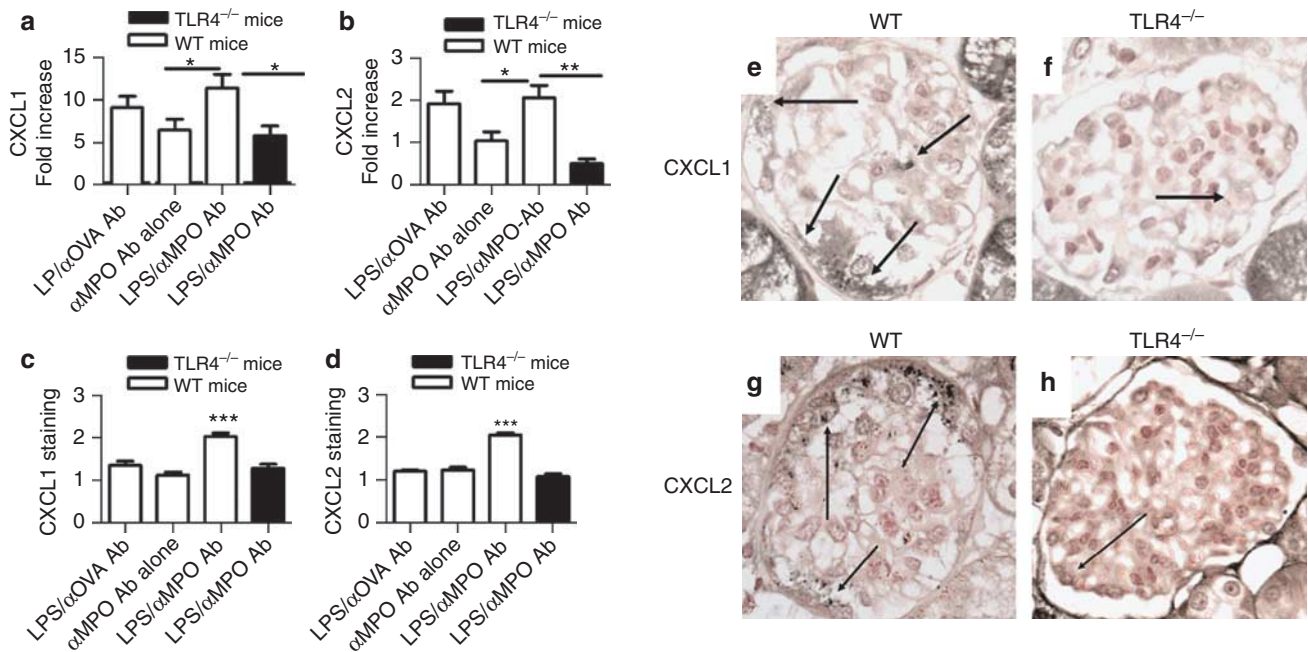 a
TLR4–/– mice
WT mice
CXCL1
Fold increase
15
10
5
0
*
*
LP/αOVA Ab
αMPO Ab alone
LPS/αMPO Ab
LPS/αMPO Ab
b
TLR4–/– mice
WT mice
CXCL2
Fold increase
3
2
1
0
*
**
LPS/αOVA Ab
αMPO Ab alone
LPS/αMPO-Ab
LPS/αMPO Ab
c
TLR4–/– mice
WT mice
CXCL1 staining
3
2
1
0
***
LPS/αOVA Ab
αMPO Ab alone
LPS/αMPO Ab
LPS/αMPO Ab
d
TLR4–/– mice
WT mice
CXCL2 staining
3
2
1
0
***
LPS/αOVA Ab
αMPO Ab alone
LPS/αMPO Ab
LPS/αMPO Ab
WT
TLR4–/–
e
f
CXCL1
WT
TLR4–/–
g
h
CXCL2